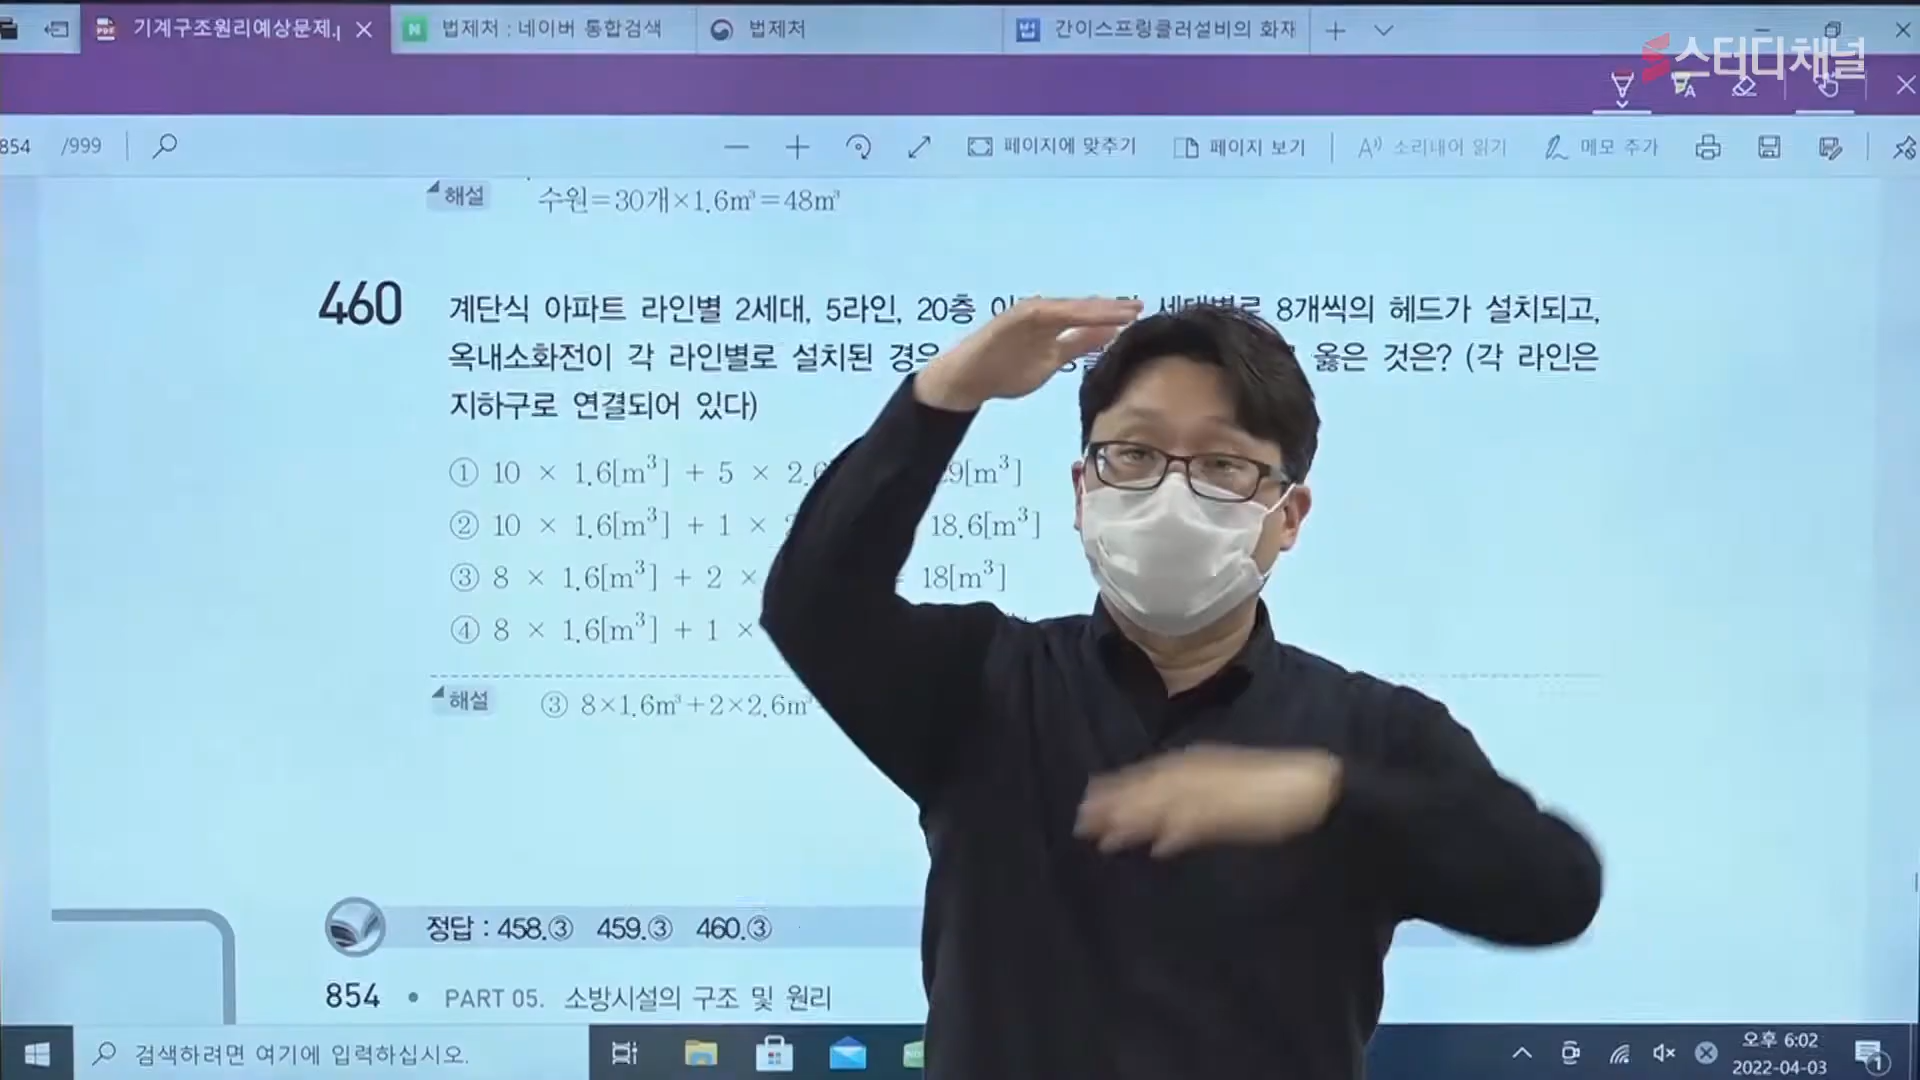 기계구조원리예상문제.p
법제처 : 네이버 통합검색
법제처
간이스프링클러설비의 화재
스터디채널
854 /999
페이지에 맞추기
페이지 보기
소리내어 읽기
메모 추가
해설 수원=30개×1.6m³=48m³
460 계단식 아파트 라인별 2세대, 5라인, 20층 세대별로 8개씩의 헤드가 설치되고,
옥내소화전이 각 라인별로 설치된 경우 옳은 것은? (각 라인은
지하구로 연결되어 있다)
① 10 × 1.6[m³] + 5 × 2.6 29[m³]
② 10 × 1.6[m³] + 1 × 18.6[m³]
③ 8 × 1.6[m³] + 2 × = 18[m³]
④ 8 × 1.6[m³] + 1 ×
해설 ③ 8×1.6m³+2×2.6m³
정답 : 458.③ 459.③ 460.③
854 • PART 05. 소방시설의 구조 및 원리
검색하려면 여기에 입력하십시오.
오후 6:02
2022-04-03
1